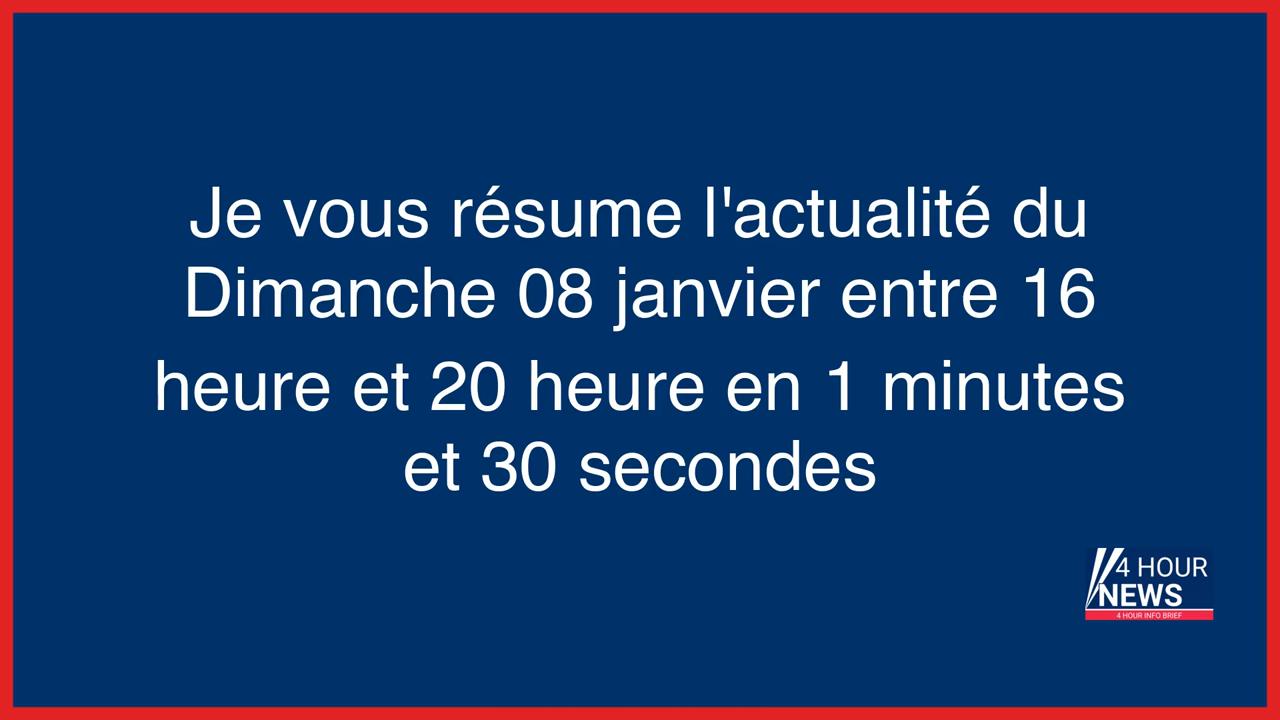 Je vous résume l'actualité du
Dimanche 08 janvier entre 16
heure et 20 heure en 1 minutes
et 30 secondes
4 HOUR
NEWS
4 HOUR INFO BRIEF